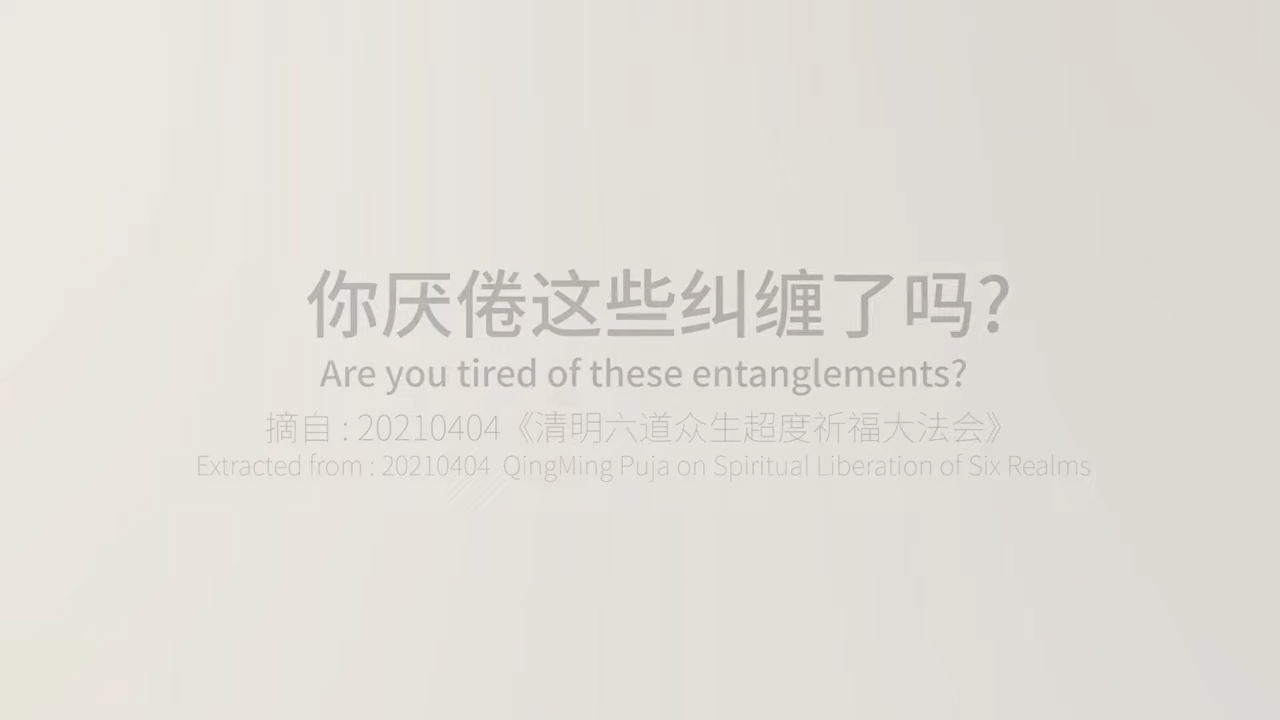 你厌倦这些纠缠了吗?
Are you tired of these entanglements?
摘自 : 20210404《清明六道众生超度祈福大法会》
Extracted from : 20210404 QingMing Puja on Spiritual Liberation of Six Realms